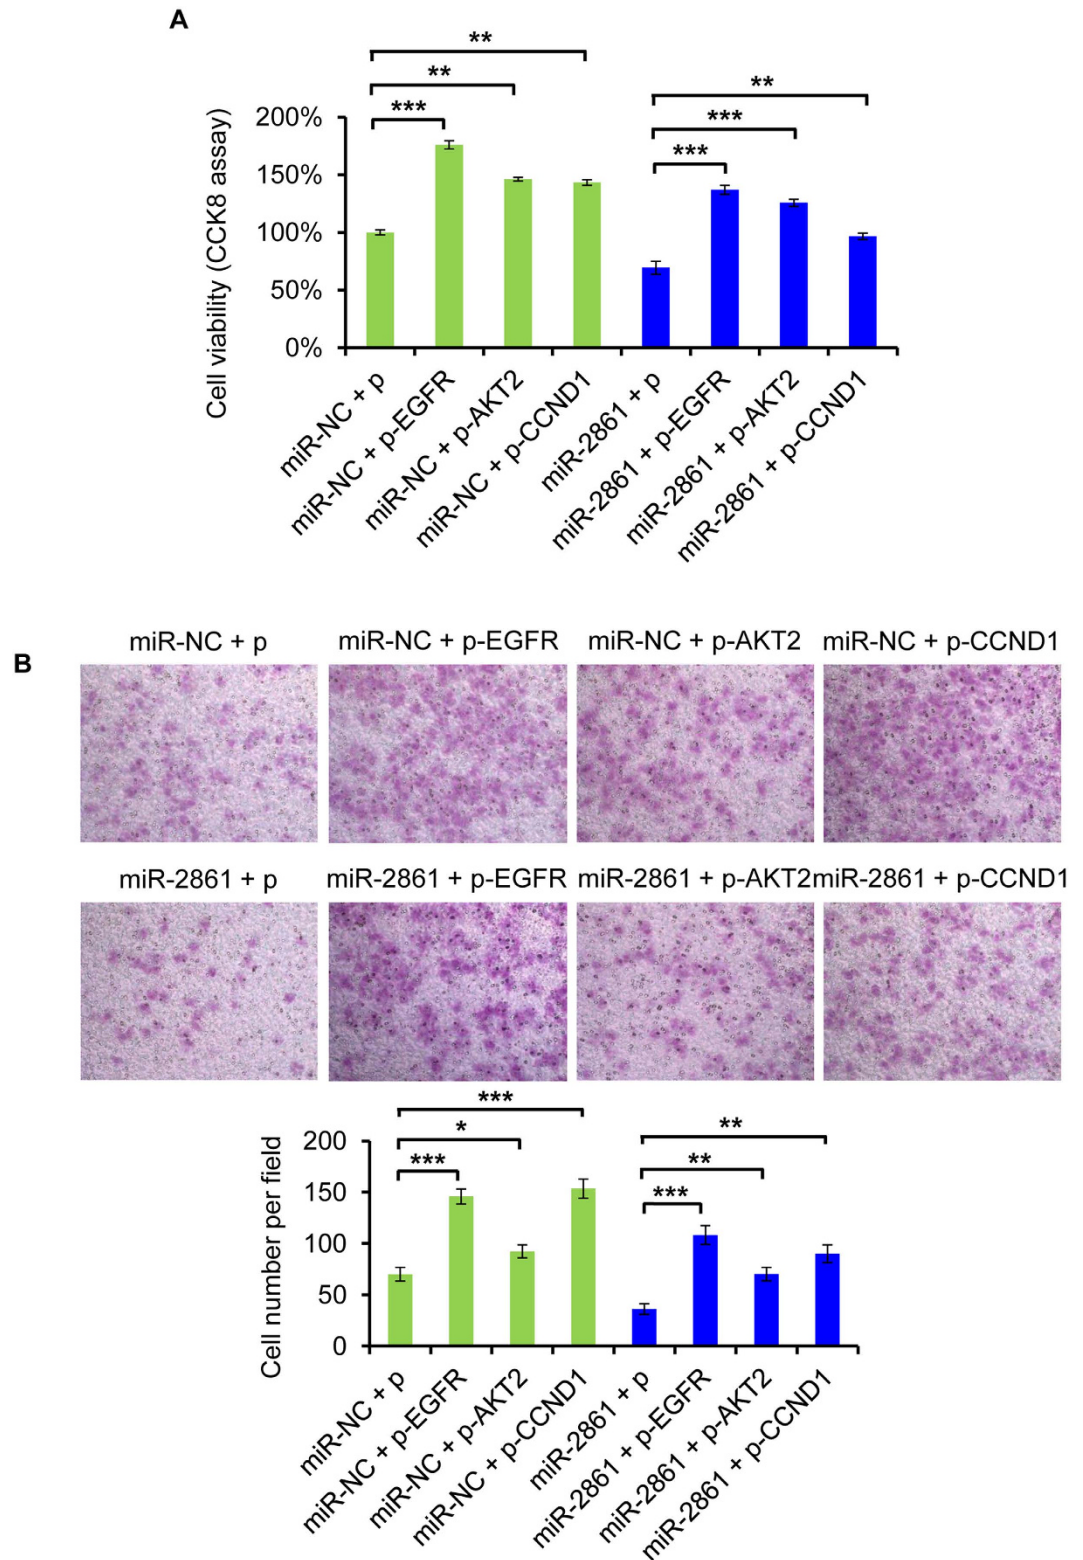 A
**
**
***
**
***
***
Cell viability (CCK8 assay)
200%
150%
100%
50%
0%
miR-NC + p
miR-NC + p-EGFR
miR-NC + p-AKT2
miR-NC + p-CCND1
miR-2861 + p
miR-2861 + p-EGFR
miR-2861 + p-AKT2
miR-2861 + p-CCND1
B
miR-NC + p
miR-NC + p-EGFR
miR-NC + p-AKT2
miR-NC + p-CCND1
miR-2861 + p
miR-2861 + p-EGFR
miR-2861 + p-AKT2
miR-2861 + p-CCND1
***
*
***
**
**
***
Cell number per field
200
150
100
50
0
miR-NC + p
miR-NC + p-EGFR
miR-NC + p-AKT2
miR-NC + p-CCND1
miR-2861 + p
miR-2861 + p-EGFR
miR-2861 + p-AKT2
miR-2861 + p-CCND1